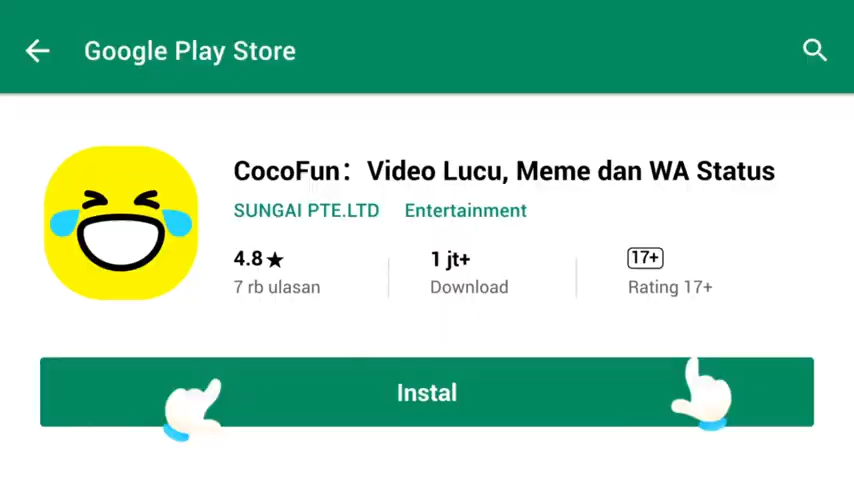 Google Play Store
CocoFun：Video Lucu, Meme dan WA Status
SUNGAI PTE.LTD Entertainment
4.8★ 1 jt+ 17+
7 rb ulasan Download Rating 17+
Instal